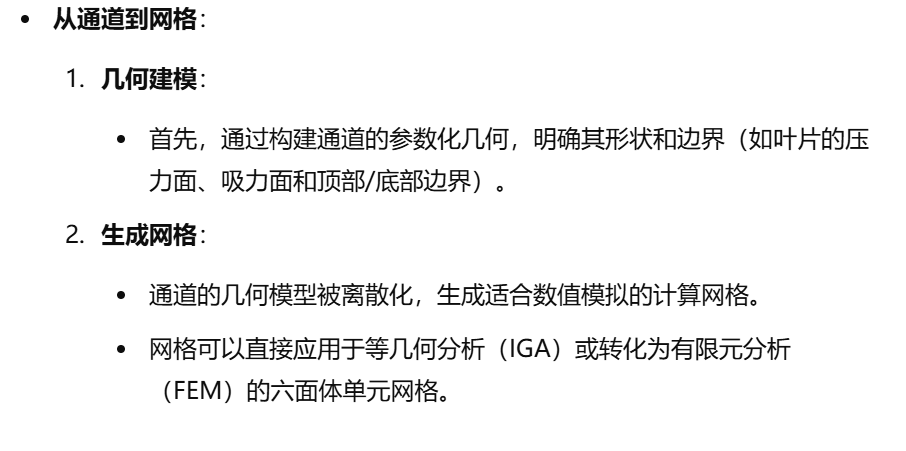 • 从通道到网格：
1. 几何建模：
• 首先，通过构建通道的参数化几何，明确其形状和边界（如叶片的压
力面、吸力面和顶部/底部边界）。
2. 生成网格：
• 通道的几何模型被离散化，生成适合数值模拟的计算网格。
• 网格可以直接应用于等几何分析（IGA）或转化为有限元分析
（FEM）的六面体单元网格。